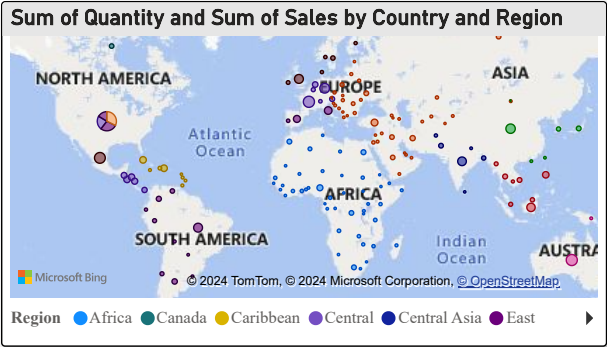 Sum of Quantity and Sum of Sales by Country and Region
NORTH AMERICA
EUROPE
ASIA
Atlantic
Ocean
AFRICA
SOUTH AMERICA
Indian
Ocean
AUSTRA
Microsoft Bing
© 2024 TomTom, © 2024 Microsoft Corporation, © OpenStreetMap
Region Africa Canada Caribbean Central Central Asia East